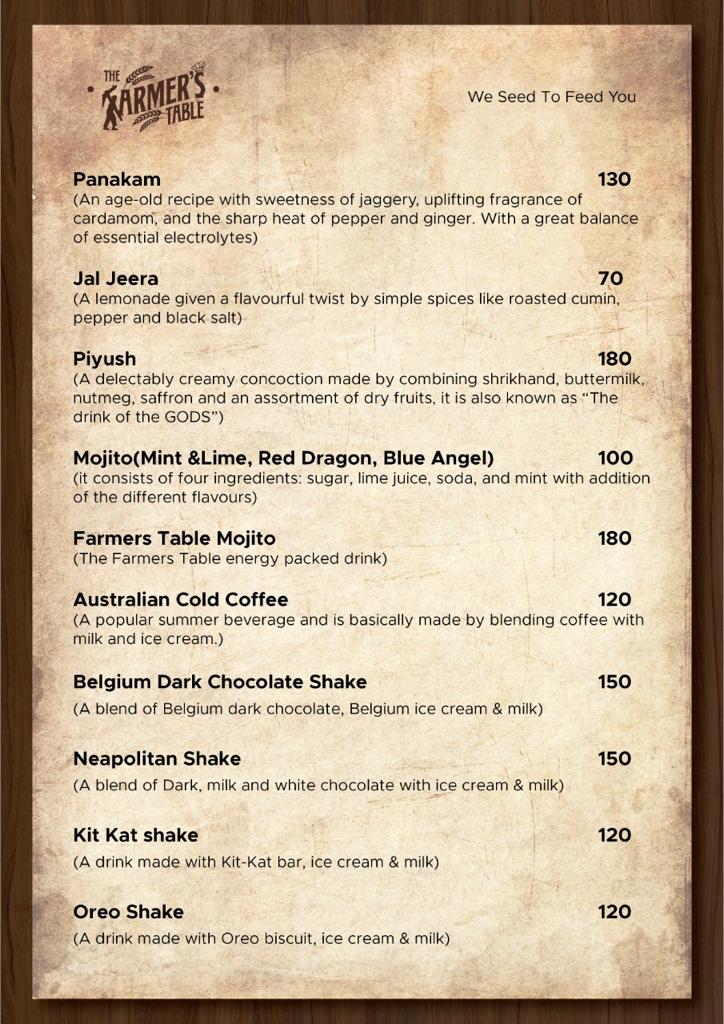 THE
FARMER'S
TABLE
We Seed To Feed You
Panakam 130
(An age-old recipe with sweetness of jaggery, uplifting fragrance of
cardamom, and the sharp heat of pepper and ginger. With a great balance
of essential electrolytes)
Jal Jeera 70
(A lemonade given a flavourful twist by simple spices like roasted cumin,
pepper and black salt)
Piyush 180
(A delectably creamy concoction made by combining shrikhand, buttermilk,
nutmeg, saffron and an assortment of dry fruits, it is also known as “The
drink of the GODS”)
Mojito(Mint &Lime, Red Dragon, Blue Angel) 100
(it consists of four ingredients: sugar, lime juice, soda, and mint with addition
of the different flavours)
Farmers Table Mojito 180
(The Farmers Table energy packed drink)
Australian Cold Coffee 120
(A popular summer beverage and is basically made by blending coffee with
milk and ice cream.)
Belgium Dark Chocolate Shake 150
(A blend of Belgium dark chocolate, Belgium ice cream & milk)
Neapolitan Shake 150
(A blend of Dark, milk and white chocolate with ice cream & milk)
Kit Kat shake 120
(A drink made with Kit-Kat bar, ice cream & milk)
Oreo Shake 120
(A drink made with Oreo biscuit, ice cream & milk)